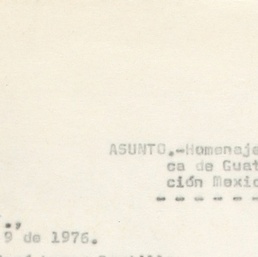 ASUNTO.-Homenaje
ca de Guat
ción Mexic
- - - - - -
.,
9 de 1976.